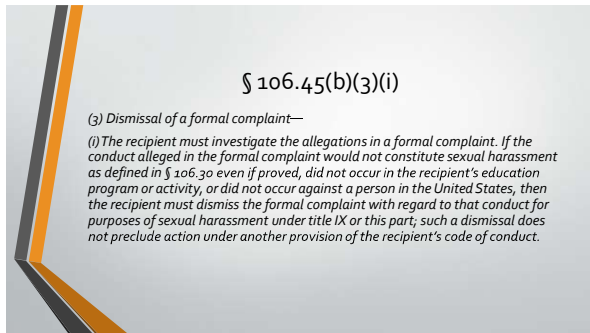 § 106.45(b)(3)(i)
(3) Dismissal of a formal complaint—
(i) The recipient must investigate the allegations in a formal complaint. If the
conduct alleged in the formal complaint would not constitute sexual harassment
as defined in § 106.30 even if proved, did not occur in the recipient's education
program or activity, or did not occur against a person in the United States, then
the recipient must dismiss the formal complaint with regard to that conduct for
purposes of sexual harassment under title IX or this part; such a dismissal does
not preclude action under another provision of the recipient's code of conduct.